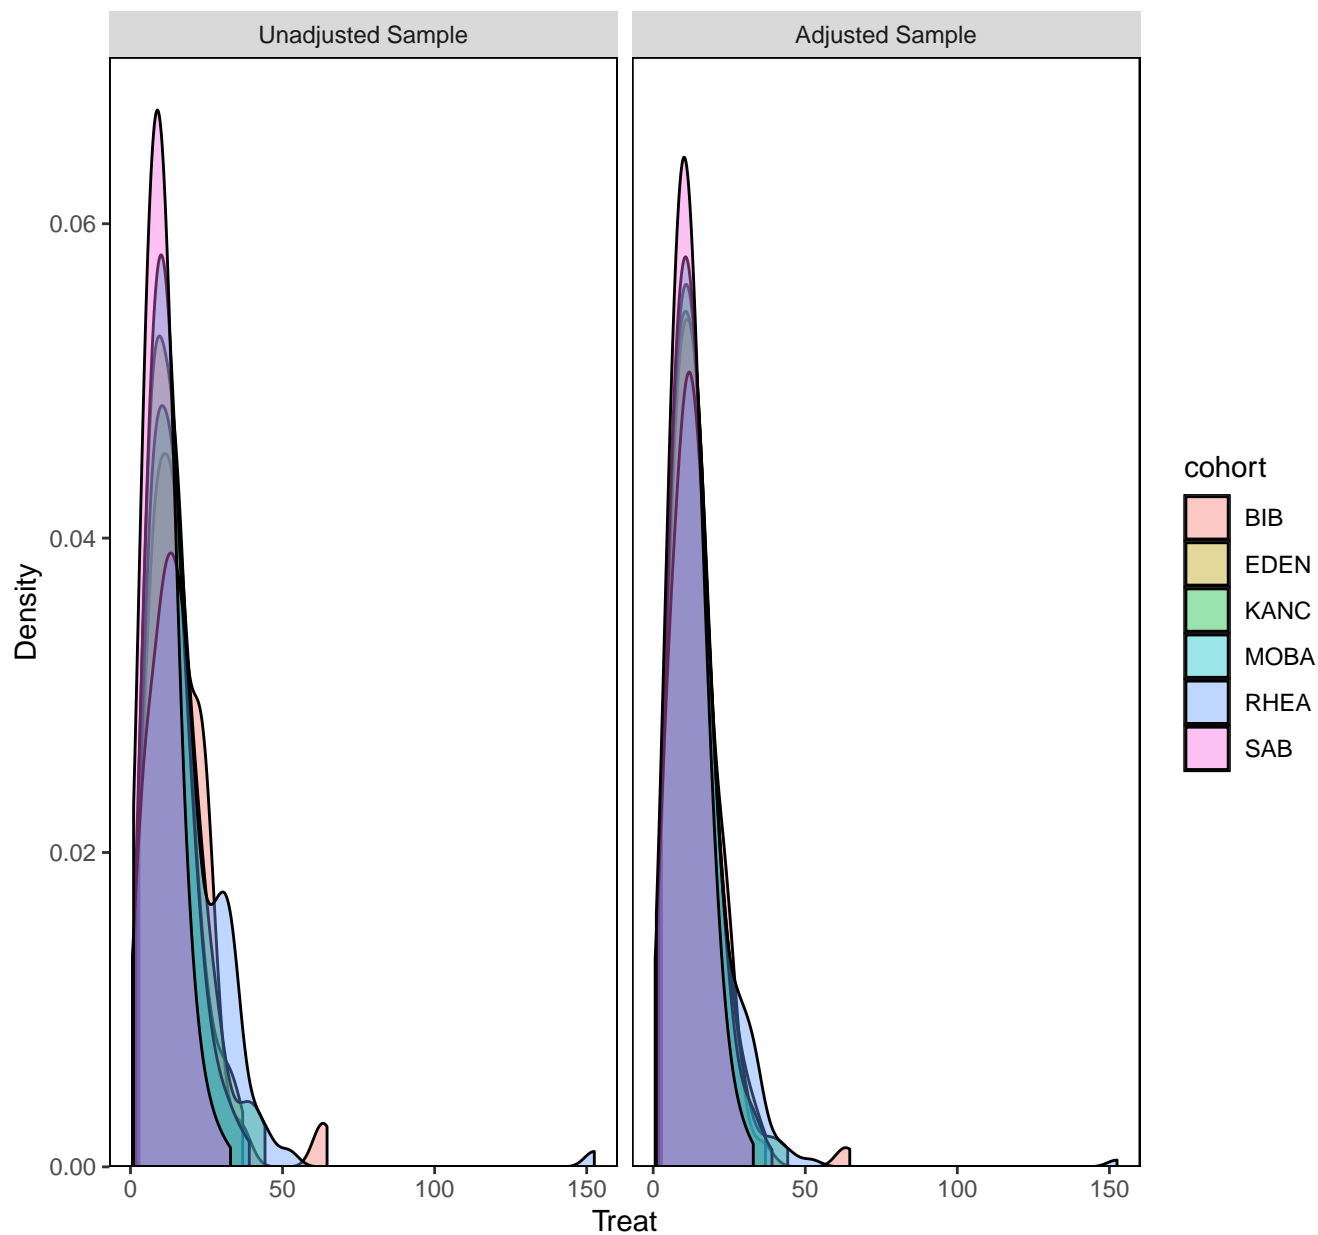 Unadjusted Sample
Adjusted Sample
Density
0.06
0.04
0.02
0.00
0
50
100
150
0
50
100
150
Treat
cohort
BIB
EDEN
KANC
MOBA
RHEA
SAB